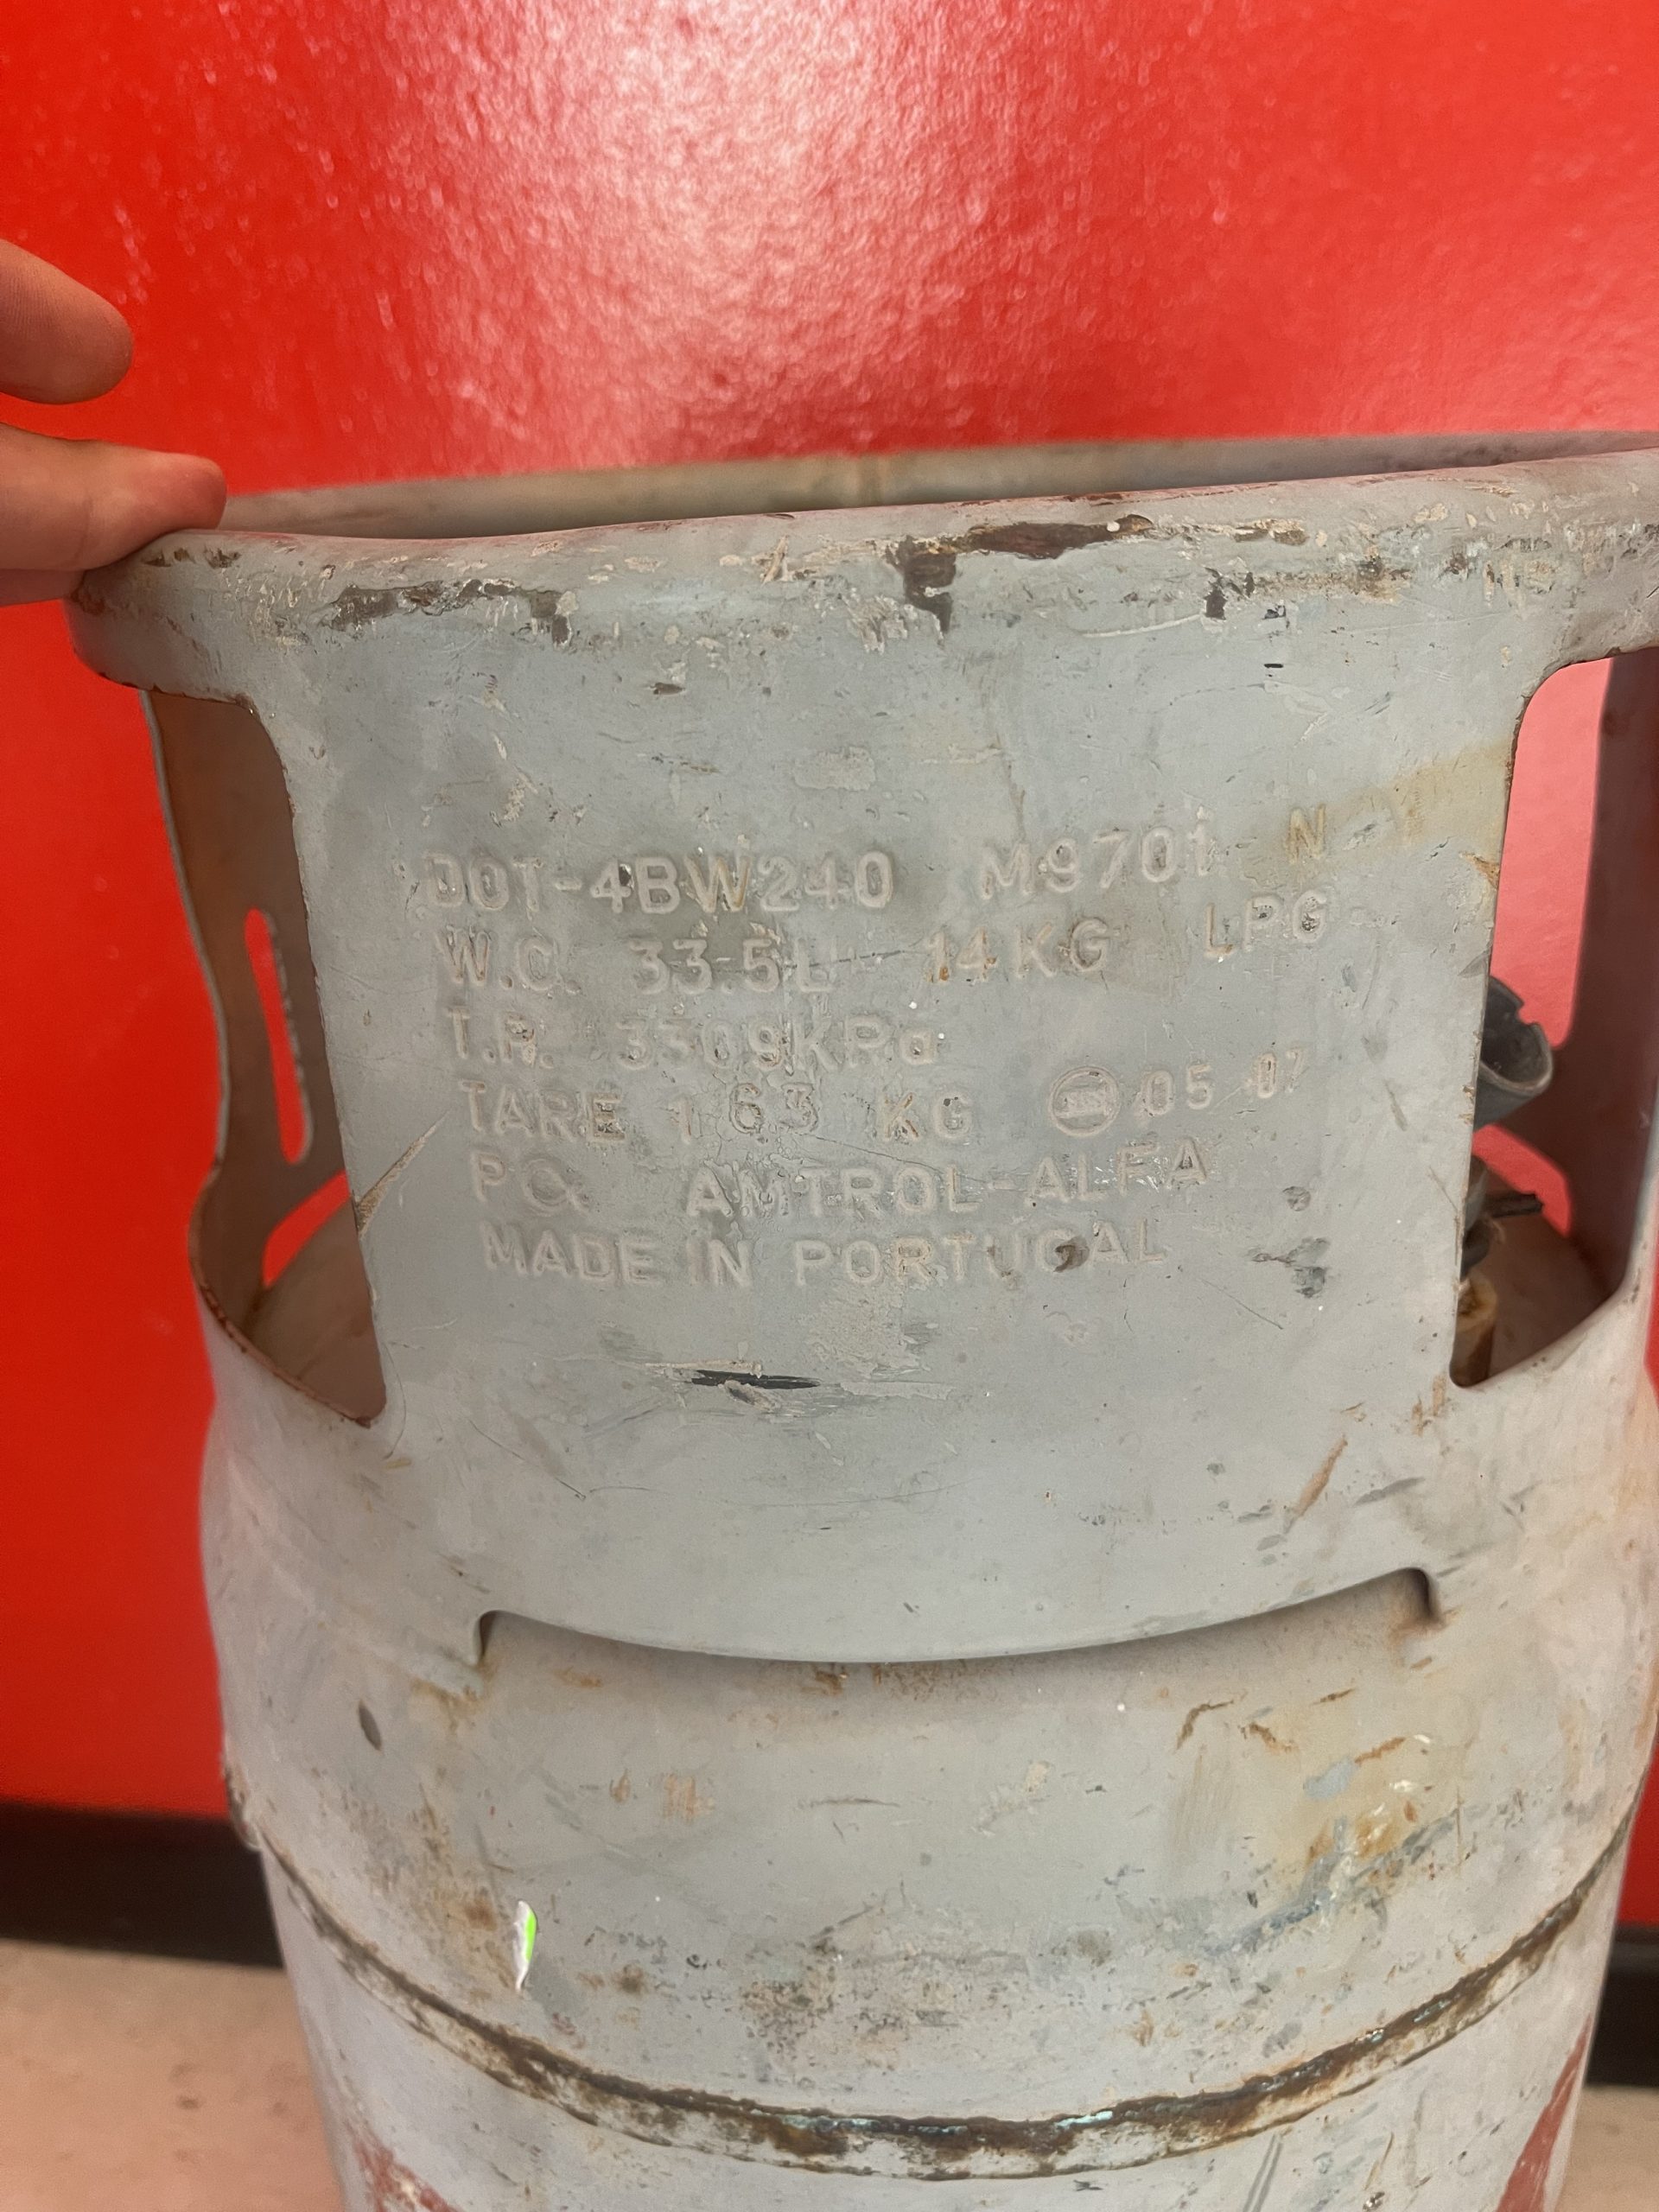 DOT-4BW240 M9701 N
W.C. 33.5L 14KG LPG
T.P. 3309KPa
TARE 16.3 KG 05 07
AMTROL-ALFA
MADE IN PORTUGAL